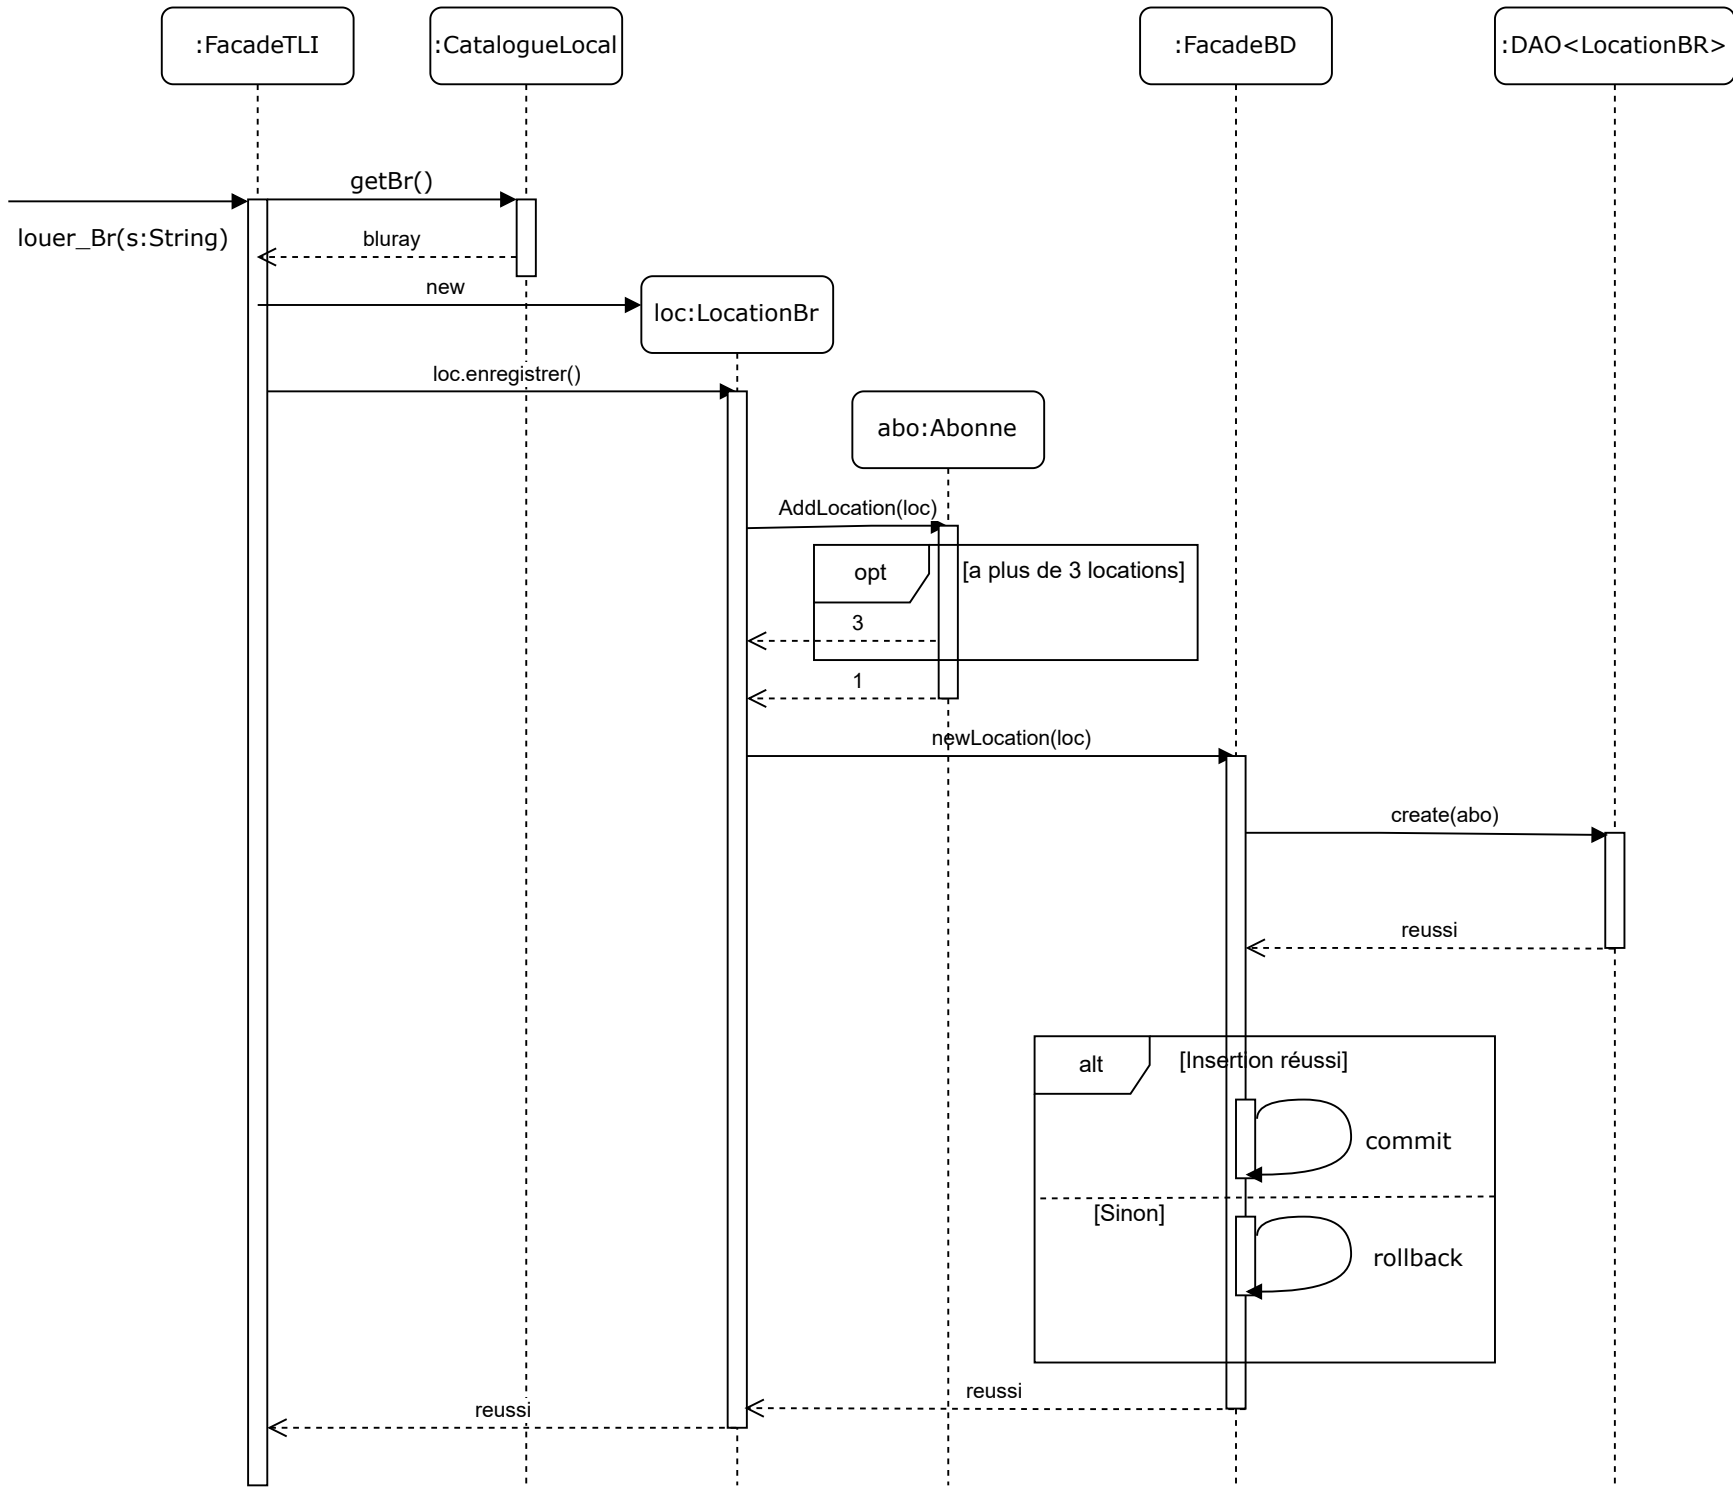 :FacadeTLI
:CatalogueLocal
:FacadeBD
:DAO<LocationBR>
getBr()
louer_Br(s:String)
bluray
new
loc:LocationBr
loc.enregistrer()
abo:Abonne
AddLocation(loc)
opt
[a plus de 3 locations]
3
1
newLocation(loc)
create(abo)
reussi
alt
[Insertion réussi]
commit
[Sinon]
rollback
reussi
reussi